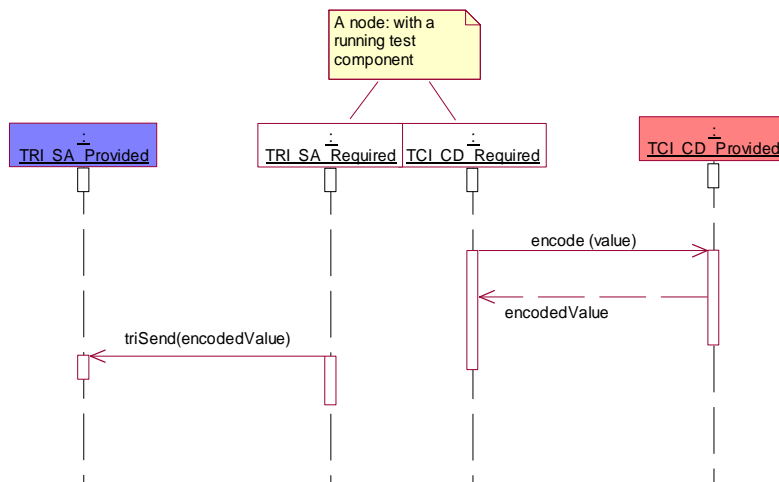 A node: with a
running test
component
:
TRI_SA_Provided
:
TRI_SA_Required
:
TCI_CD_Required
:
TCI_CD_Provided
encode (value)
encodedValue
triSend(encodedValue)